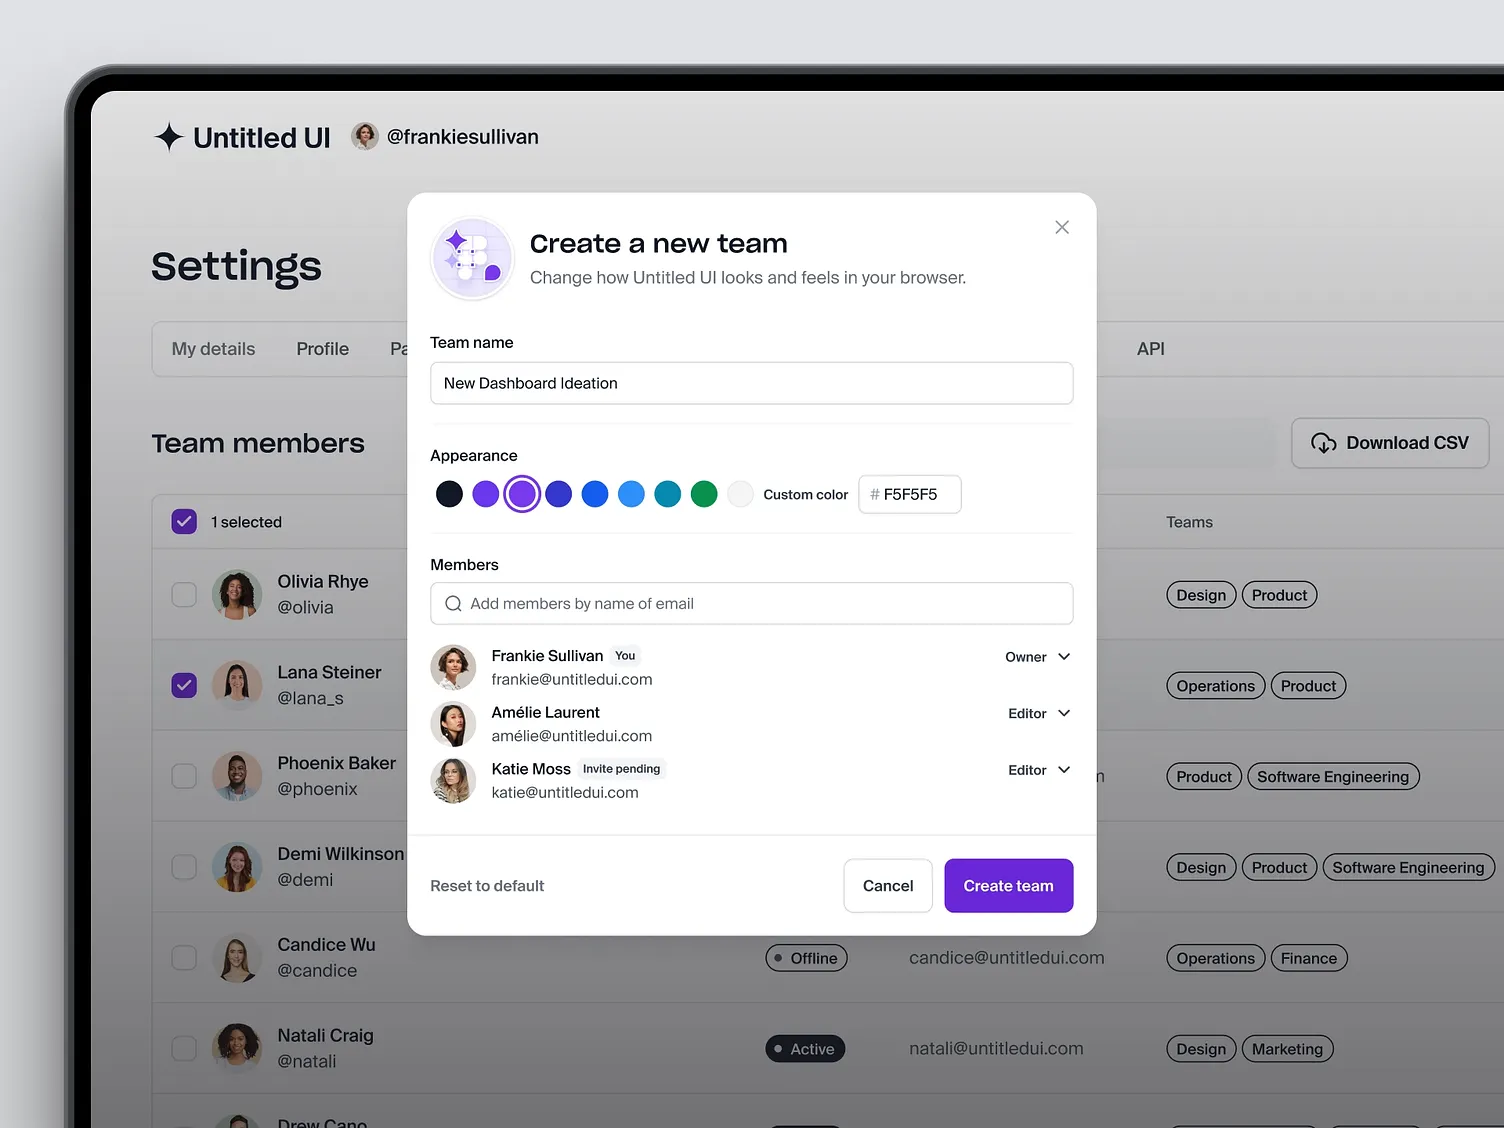 Untitled UI @frankiesullivan
Settings
My details Profile Pa API
Team members Download CSV
1 selected Teams
Olivia Rhye
@olivia
Design Product
Lana Steiner
@lana_s
Operations Product
Phoenix Baker
@phoenix
Product Software Engineering
Demi Wilkinson
@demi
Design Product Software Engineering
Candice Wu
@candice
Offline candice@untitledui.com Operations Finance
Natali Craig
@natali
Active natali@untitledui.com Design Marketing
Drew Cano
Create a new team
Change how Untitled UI looks and feels in your browser.
Team name
New Dashboard Ideation
Appearance
Custom color # F5F5F5
Members
Add members by name of email
Frankie Sullivan You
frankie@untitledui.com
Owner
Amélie Laurent
amélie@untitledui.com
Editor
Katie Moss Invite pending
katie@untitledui.com
Editor
Reset to default Cancel Create team